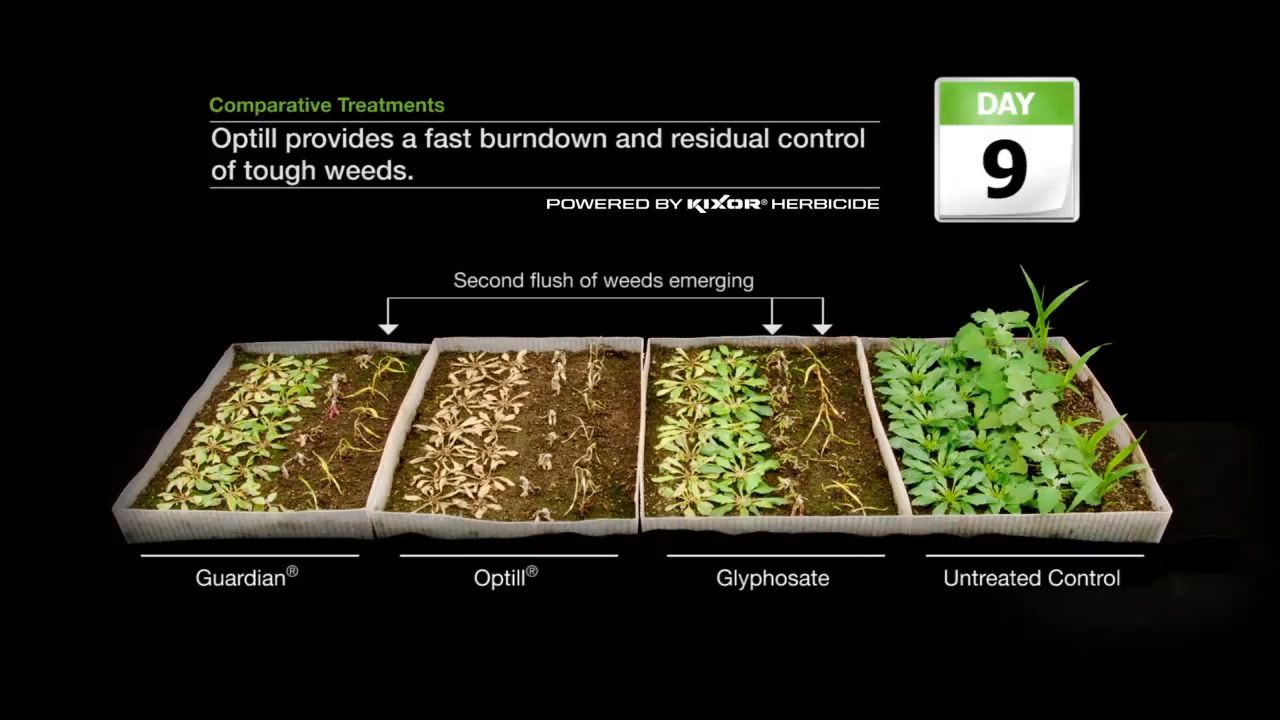 Comparative Treatments
Optill provides a fast burndown and residual control
of tough weeds.
POWERED BY KIXOR® HERBICIDE
DAY
9
Second flush of weeds emerging
Guardian®
Optill®
Glyphosate
Untreated Control